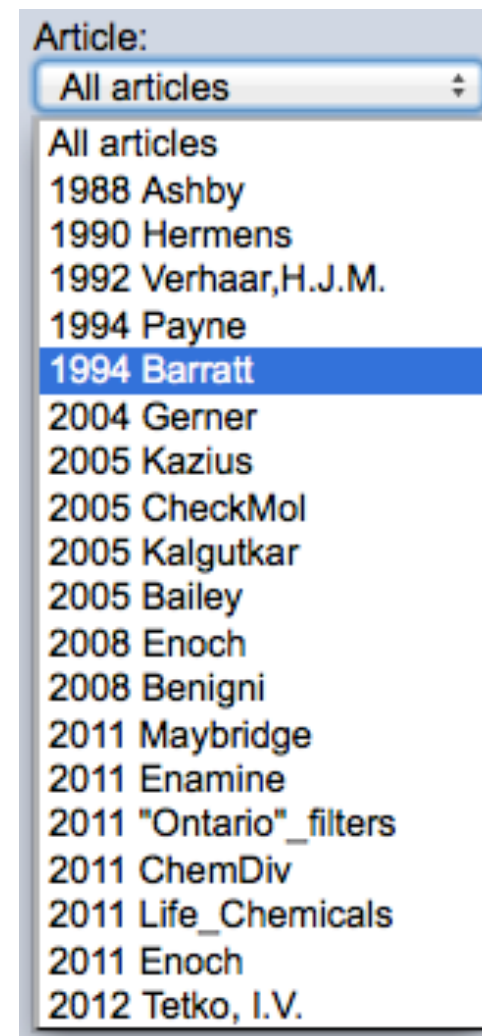 Article:
All articles
All articles
1988 Ashby
1990 Hermens
1992 Verhaar,H.J.M.
1994 Payne
1994 Barratt
2004 Gerner
2005 Kazius
2005 CheckMol
2005 Kalgutkar
2005 Bailey
2008 Enoch
2008 Benigni
2011 Maybridge
2011 Enamine
2011 "Ontario"_filters
2011 ChemDiv
2011 Life_Chemicals
2011 Enoch
2012 Tetko, I.V.